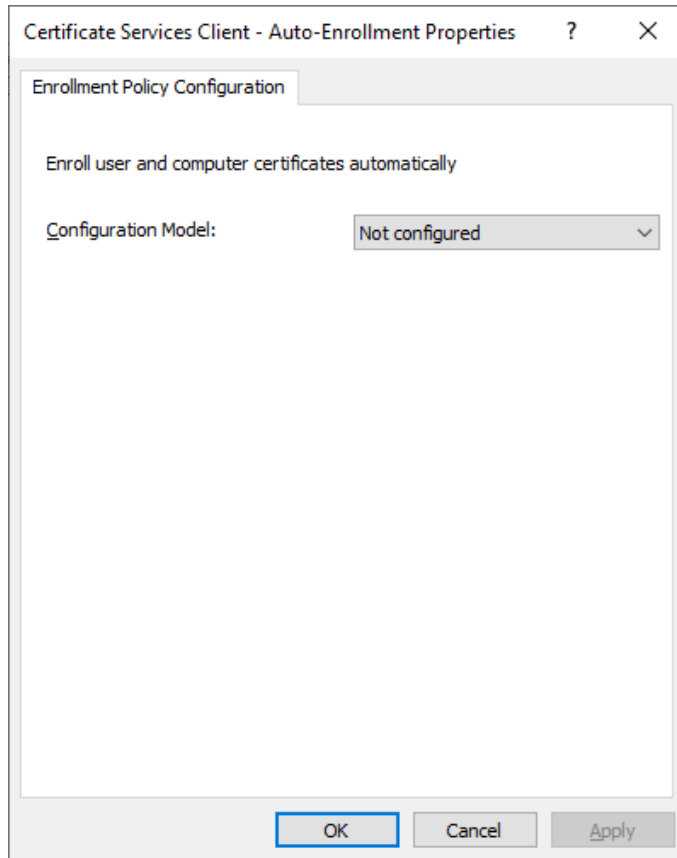 Certificate Services Client - Auto-Enrollment Properties ?
Enrollment Policy Configuration
Enroll user and computer certificates automatically
Configuration Model: Not configured
OK Cancel Apply